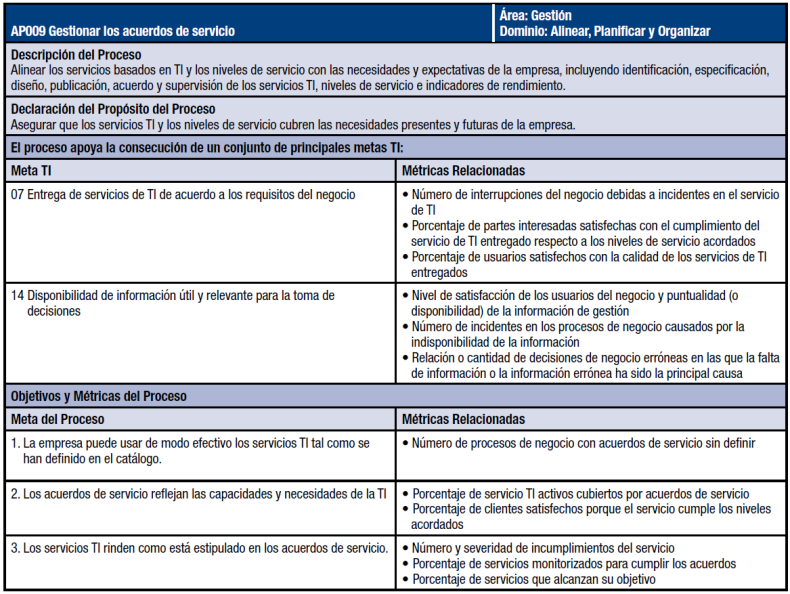 AP009 Gestionar los acuerdos de servicio
Área: Gestión
Dominio: Alinear, Planificar y Organizar
Descripción del Proceso
Alinear los servicios basados en TI y los niveles de servicio con las necesidades y expectativas de la empresa, incluyendo identificación, especificación,
diseño, publicación, acuerdo y supervisión de los servicios TI, niveles de servicio e indicadores de rendimiento.
Declaración del Propósito del Proceso
Asegurar que los servicios TI y los niveles de servicio cubren las necesidades presentes y futuras de la empresa.
El proceso apoya la consecución de un conjunto de principales metas TI:
Meta TI
Métricas Relacionadas
07 Entrega de servicios de TI de acuerdo a los requisitos del negocio
• Número de interrupciones del negocio debidas a incidentes en el servicio
de TI
• Porcentaje de partes interesadas satisfechas con el cumplimiento del
servicio de TI entregado respecto a los niveles de servicio acordados
• Porcentaje de usuarios satisfechos con la calidad de los servicios de TI
entregados
14 Disponibilidad de información útil y relevante para la toma de
decisiones
• Nivel de satisfacción de los usuarios del negocio y puntualidad (o
disponibilidad) de la información de gestión
• Número de incidentes en los procesos de negocio causados por la
indisponibilidad de la información
• Relación o cantidad de decisiones de negocio erróneas en las que la falta
de información o la información errónea ha sido la principal causa
Objetivos y Métricas del Proceso
Meta del Proceso
Métricas Relacionadas
1. La empresa puede usar de modo efectivo los servicios TI tal como se
han definido en el catálogo.
• Número de procesos de negocio con acuerdos de servicio sin definir
2. Los acuerdos de servicio reflejan las capacidades y necesidades de la TI
• Porcentaje de servicio TI activos cubiertos por acuerdos de servicio
• Porcentaje de clientes satisfechos porque el servicio cumple los niveles
acordados
3. Los servicios TI rinden como está estipulado en los acuerdos de servicio.
• Número y severidad de incumplimientos del servicio
• Porcentaje de servicios monitorizados para cumplir los acuerdos
• Porcentaje de servicios que alcanzan su objetivo